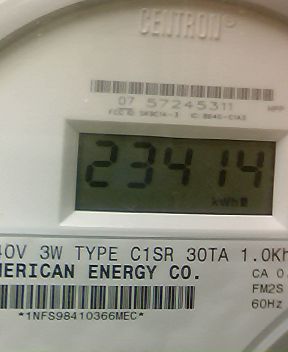 CENTRON®
07 57245311
23414
kWh
40V 3W TYPE C1SR 30TA 1.0Kh
MERICAN ENERGY CO.
CA 0.
FM2S
60Hz
*1NFS98410366MEC*